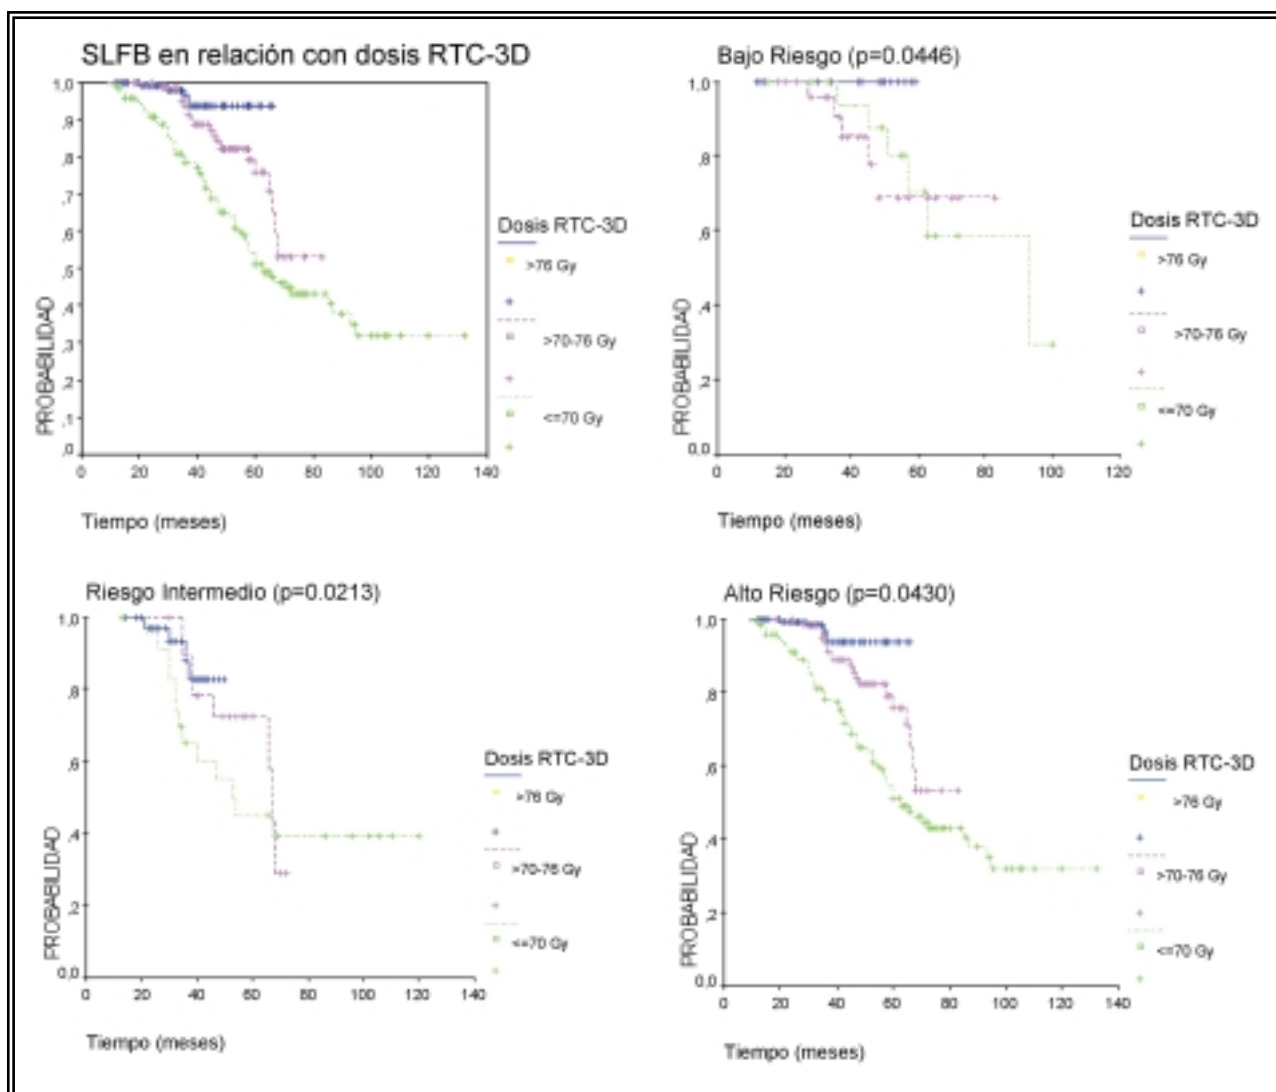 SLFB en relación con dosis RTC-3D
1,0
,9
,8
,7
,6
,5
,4
,3
,2
,1
,0
PROBABILIDAD
0 20 40 60 80 100 120 140
Tiempo (meses)
Dosis RTC-3D
>76 Gy
>70-76 Gy
<=70 Gy
Bajo Riesgo (p=0.0446)
1,0
,8
,6
,4
,2
0,0
PROBABILIDAD
0 20 40 60 80 100 120
Tiempo (meses)
Dosis RTC-3D
>76 Gy
>70-76 Gy
<=70 Gy
Riesgo Intermedio (p=0.0213)
1,0
,8
,6
,4
,2
0,0
PROBABILIDAD
0 20 40 60 80 100 120 140
Tiempo (meses)
Dosis RTC-3D
>76 Gy
>70-76 Gy
<=70 Gy
Alto Riesgo (p=0.0430)
1,0
,8
,6
,4
,2
0,0
PROBABILIDAD
0 20 40 60 80 100 120 140
Tiempo (meses)
Dosis RTC-3D
>76 Gy
>70-76 Gy
<=70 Gy